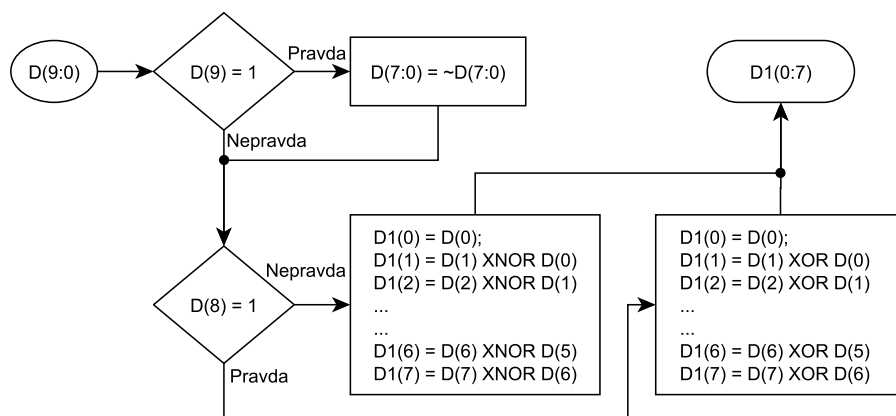 D(9:0)
D(9) = 1
Pravda
D(7:0) = ~D(7:0)
D1(0:7)
Nepravda
D(8) = 1
Nepravda
Pravda
D1(0) = D(0);
D1(1) = D(1) XNOR D(0)
D1(2) = D(2) XNOR D(1)
...
...
D1(6) = D(6) XNOR D(5)
D1(7) = D(7) XNOR D(6)
D1(0) = D(0);
D1(1) = D(1) XOR D(0)
D1(2) = D(2) XOR D(1)
...
...
D1(6) = D(6) XOR D(5)
D1(7) = D(7) XOR D(6)